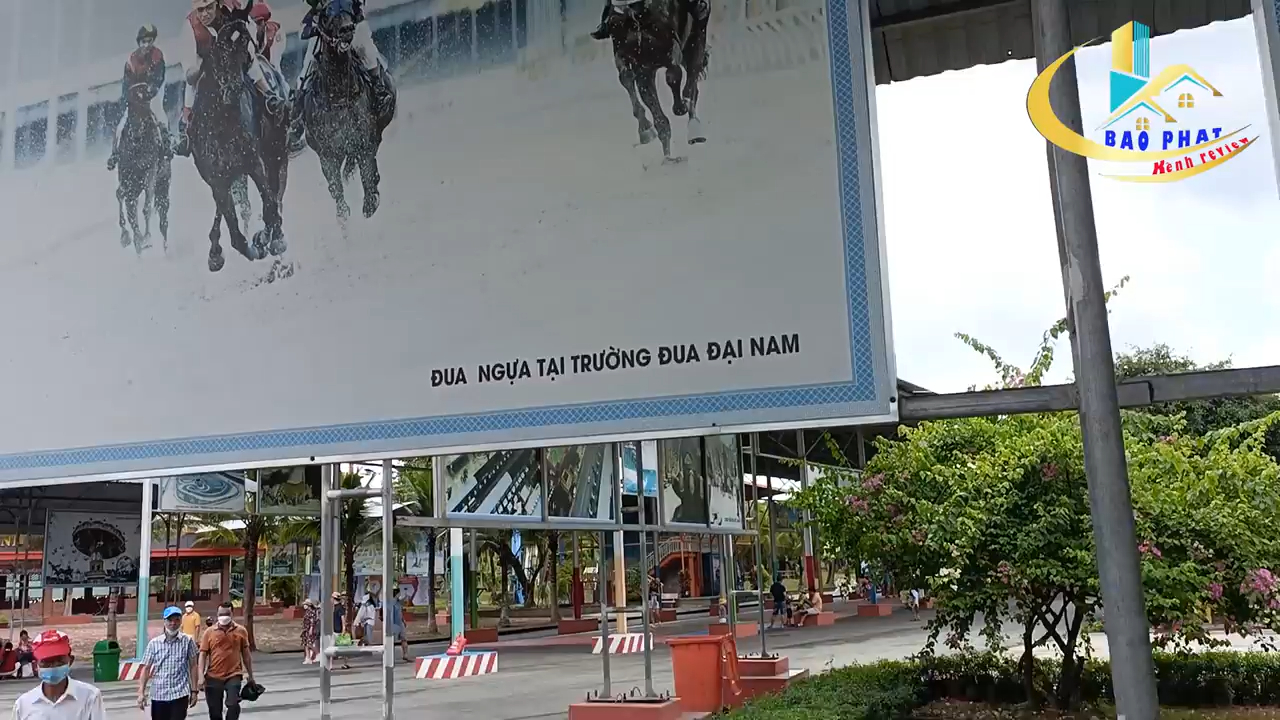 BAO PHAT
Kênh review
ĐUA NGỰA TẠI TRƯỜNG ĐUA ĐẠI NAM